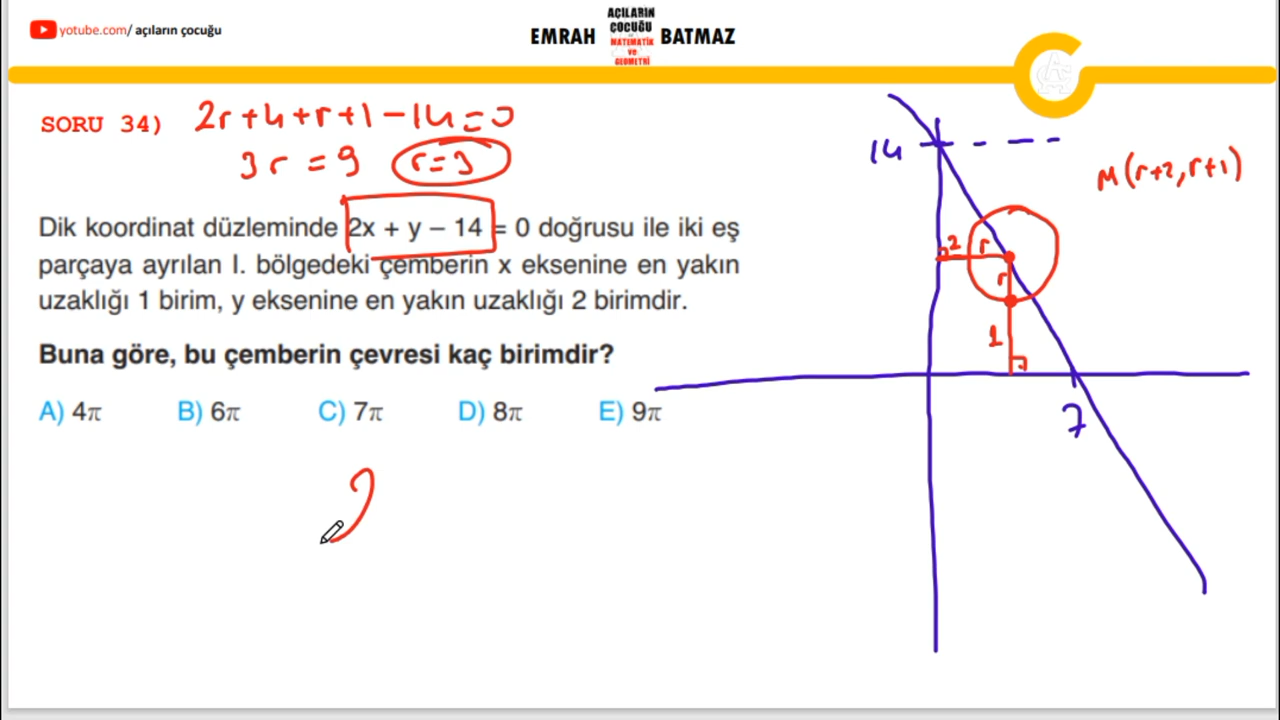 yotube.com/ açıların çocuğu
EMRAH
AÇILARIN
ÇOCUĞU
MATEMATİK
ve
GEOMETRİ
BATMAZ
SORU 34)
2r+4+r+1-14=0
3r=9 r=3
Dik koordinat düzleminde 2x + y – 14 = 0 doğrusu ile iki eş
parçaya ayrılan I. bölgedeki çemberin x eksenine en yakın
uzaklığı 1 birim, y eksenine en yakın uzaklığı 2 birimdir.
Buna göre, bu çemberin çevresi kaç birimdir?
A) 4π B) 6π C) 7π D) 8π E) 9π
14
M(r+2,r+1)
2 r
r
1
7